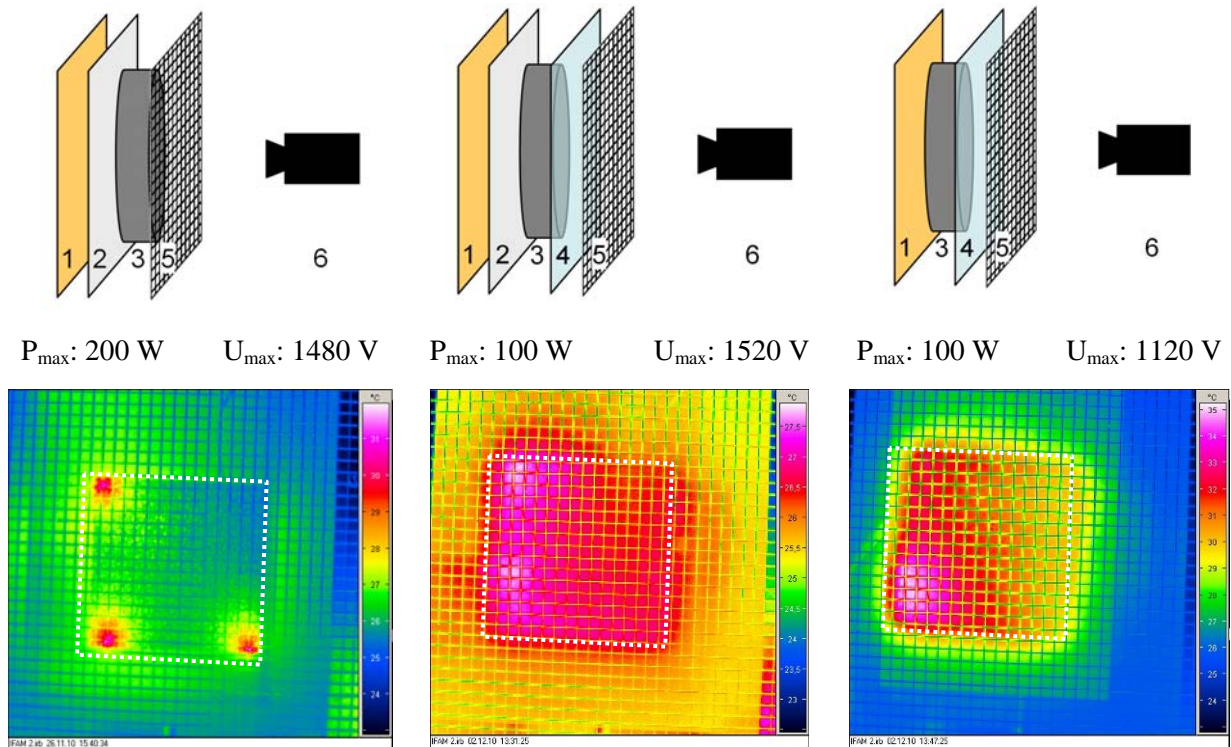 1 2 3 5 6
1 2 3 4 5 6
1 3 4 5 6
Pmax: 200 W Umax: 1480 V
Pmax: 100 W Umax: 1520 V
Pmax: 100 W Umax: 1120 V
°C
31
30
29
28
27
26
25
24
IFAM 2.irb 26.11.10 15:40:34
°C
27,5
27
26,5
26
25,5
25
24,5
24
23,5
23
IFAM 2.irb 02.12.10 13:31:25
°C
35
34
33
32
31
30
29
28
27
26
25
24
IFAM 2.irb 02.12.10 13:47:25